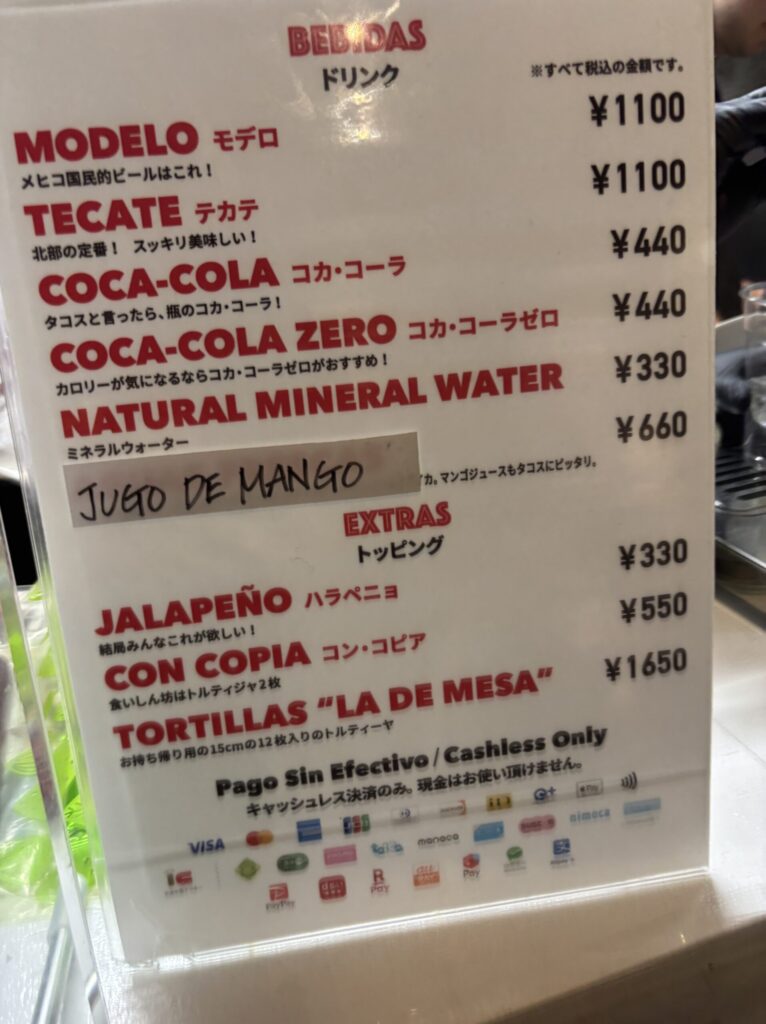 BEBIDAS
ドリンク
※すべて税込の金額です。
MODELO モデロ ¥1100
メヒコ国民的ビールはこれ！
TECATE テカテ ¥1100
北部の定番！ スッキリ美味しい！
COCA-COLA コカ・コーラ ¥440
タコスと言ったら、瓶のコカ・コーラ！
COCA-COLA ZERO コカ・コーラゼロ ¥440
カロリーが気になるならコカ・コーラゼロがおすすめ！
NATURAL MINERAL WATER ¥330
ミネラルウォーター
JUGO DE MANGO ¥660
カ。マンゴジュースもタコスにピッタリ。
EXTRAS
トッピング
JALAPEÑO ハラペニョ ¥330
結局みんなこれが欲しい！
CON COPIA コン・コピア ¥550
食いしん坊はトルティジャ2枚
TORTILLAS "LA DE MESA" ¥1650
お持ち帰り用の15cmの12枚入りのトルティーヤ
Pago Sin Efectivo / Cashless Only
キャッシュレス決済のみ。現金はお使い頂けません。
VISA
iD
Pay
manaca
nimoca
PayPay
R Pay
au PAY
Pay